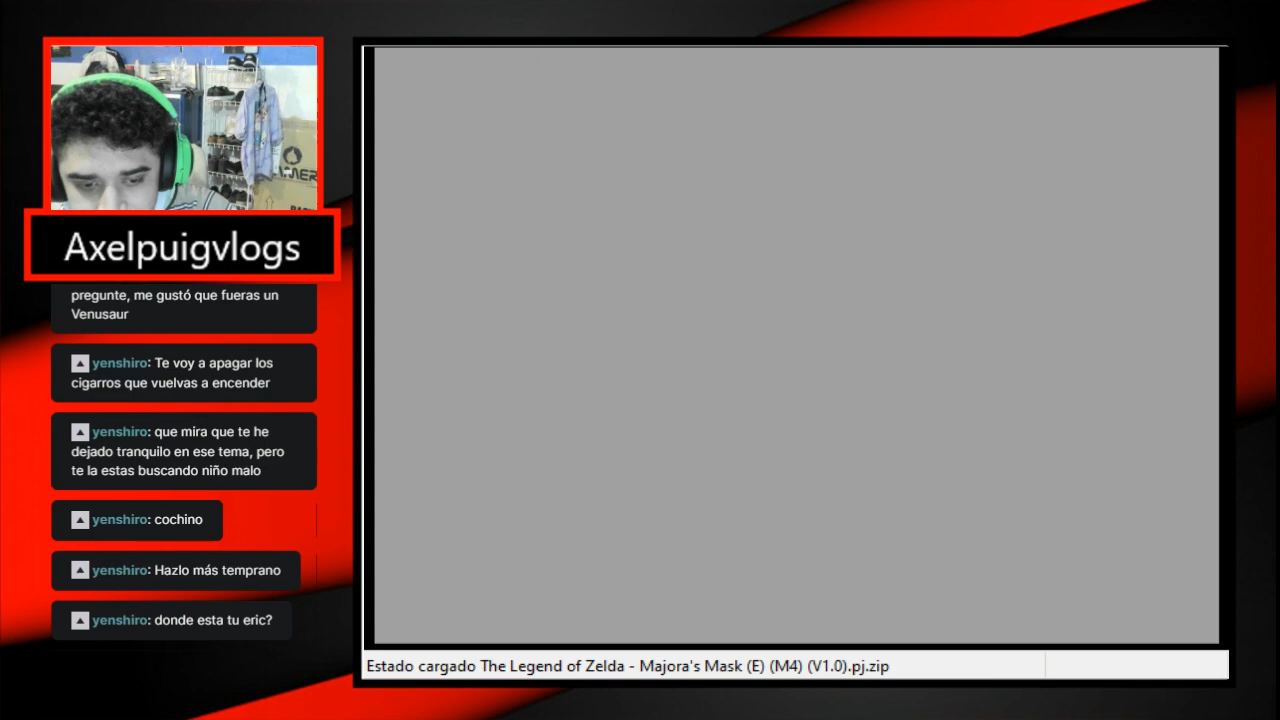 Axelpuigvlogs
pregunte, me gustó que fueras un
Venusaur
yenshiro: Te voy a apagar los
cigarros que vuelvas a encender
yenshiro: que mira que te he
dejado tranquilo en ese tema, pero
te la estas buscando niño malo
yenshiro: cochino
yenshiro: Hazlo más temprano
yenshiro: donde esta tu eric?
Estado cargado The Legend of Zelda - Majora's Mask (E) (M4) (V1.0).pj.zip